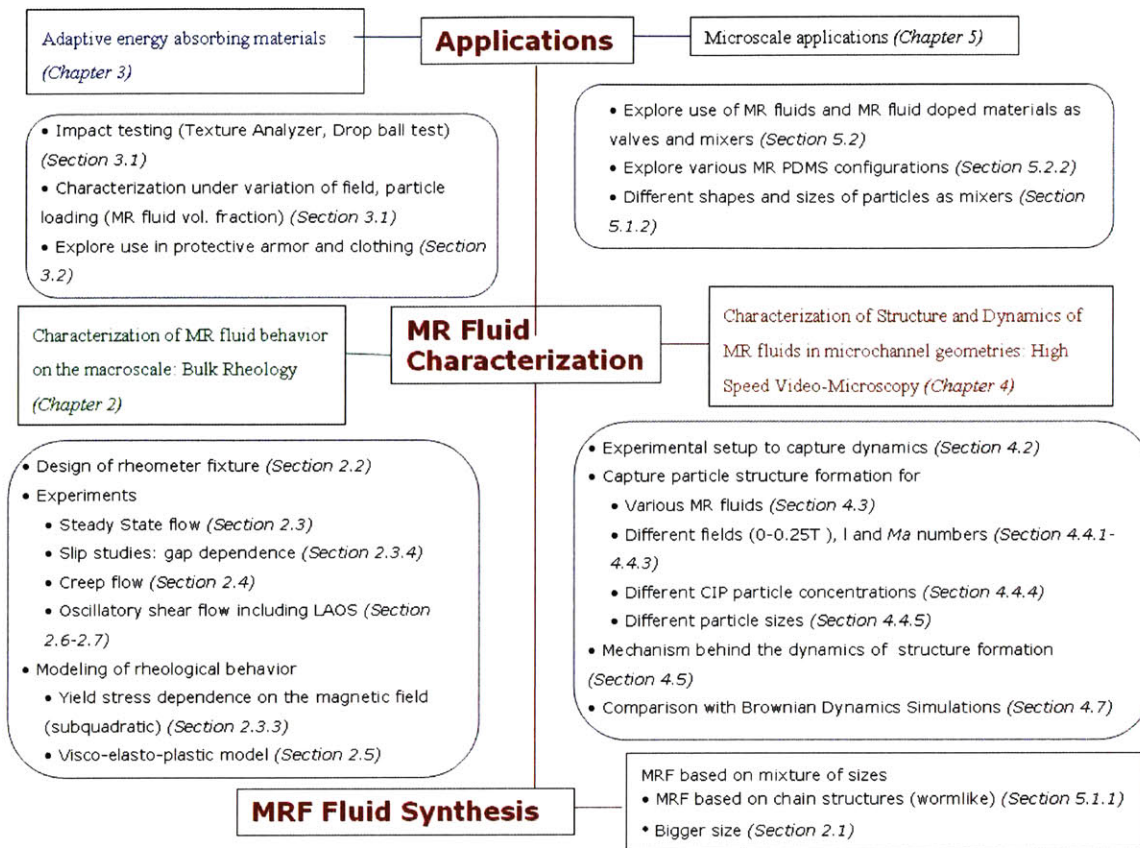 Adaptive energy absorbing materials
(Chapter 3)
Applications
Microscale applications (Chapter 5)
• Impact testing (Texture Analyzer, Drop ball test)
(Section 3.1)
• Characterization under variation of field, particle
loading (MR fluid vol. fraction) (Section 3.1)
• Explore use in protective armor and clothing (Section
3.2)
• Explore use of MR fluids and MR fluid doped materials as
valves and mixers (Section 5.2)
• Explore various MR PDMS configurations (Section 5.2.2)
• Different shapes and sizes of particles as mixers (Section
5.1.2)
Characterization of MR fluid behavior
on the macroscale: Bulk Rheology
(Chapter 2)
MR Fluid
Characterization
Characterization of Structure and Dynamics of
MR fluids in microchannel geometries: High
Speed Video-Microscopy (Chapter 4)
• Design of rheometer fixture (Section 2.2)
• Experiments
• Steady State flow (Section 2.3)
• Slip studies: gap dependence (Section 2.3.4)
• Creep flow (Section 2.4)
• Oscillatory shear flow including LAOS (Section
2.6-2.7)
• Modeling of rheological behavior
• Yield stress dependence on the magnetic field
(subquadratic) (Section 2.3.3)
• Visco-elasto-plastic model (Section 2.5)
• Experimental setup to capture dynamics (Section 4.2)
• Capture particle structure formation for
• Various MR fluids (Section 4.3)
• Different fields (0-0.25T ), l and Ma numbers (Section 4.4.1-
4.4.3)
• Different CIP particle concentrations (Section 4.4.4)
• Different particle sizes (Section 4.4.5)
• Mechanism behind the dynamics of structure formation
(Section 4.5)
• Comparison with Brownian Dynamics Simulations (Section 4.7)
MRF Fluid Synthesis
MRF based on mixture of sizes
• MRF based on chain structures (wormlike) (Section 5.1.1)
• Bigger size (Section 2.1)